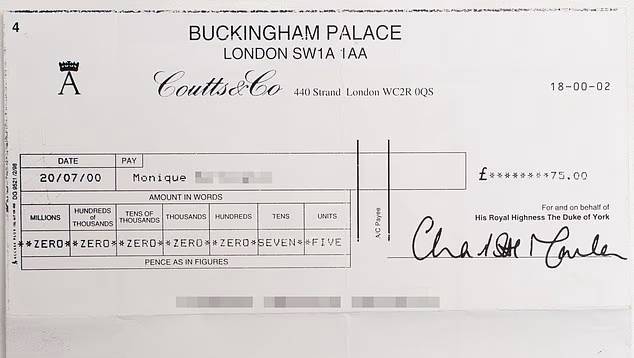 4
BUCKINGHAM PALACE
LONDON SW1A 1AA
A
Coutts&Co 440 Strand London WC2R 0QS
18-00-02
DATE PAY
20/07/00 Monique
£********75.00
AMOUNT IN WORDS
MILLIONS HUNDREDS of THOUSANDS TENS OF THOUSANDS THOUSANDS HUNDREDS TENS UNITS
**ZERO* *ZERO* *ZERO* *ZERO* *ZERO*SEVEN**FIVE
PENCE AS IN FIGURES
A/C Payee
For and on behalf of
His Royal Highness The Duke of York